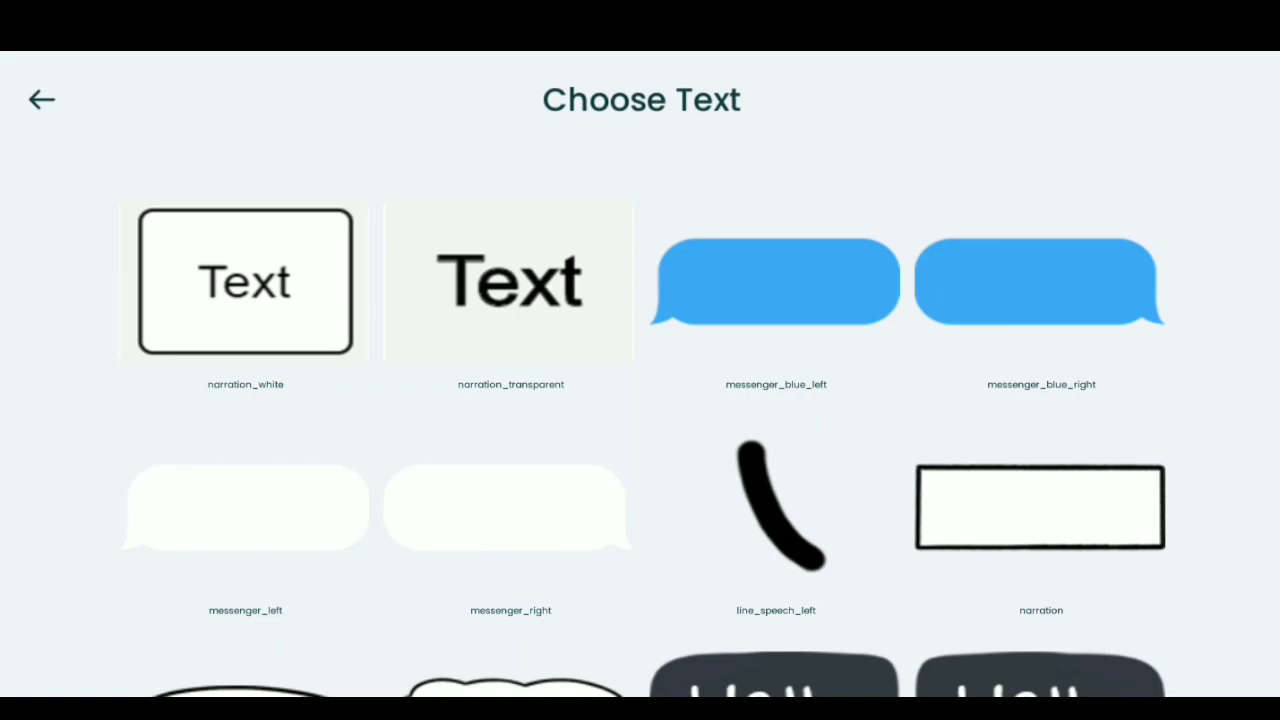 Choose Text
Text
Text
narration_white
narration_transparent
messenger_blue_left
messenger_blue_right
messenger_left
messenger_right
line_speech_left
narration